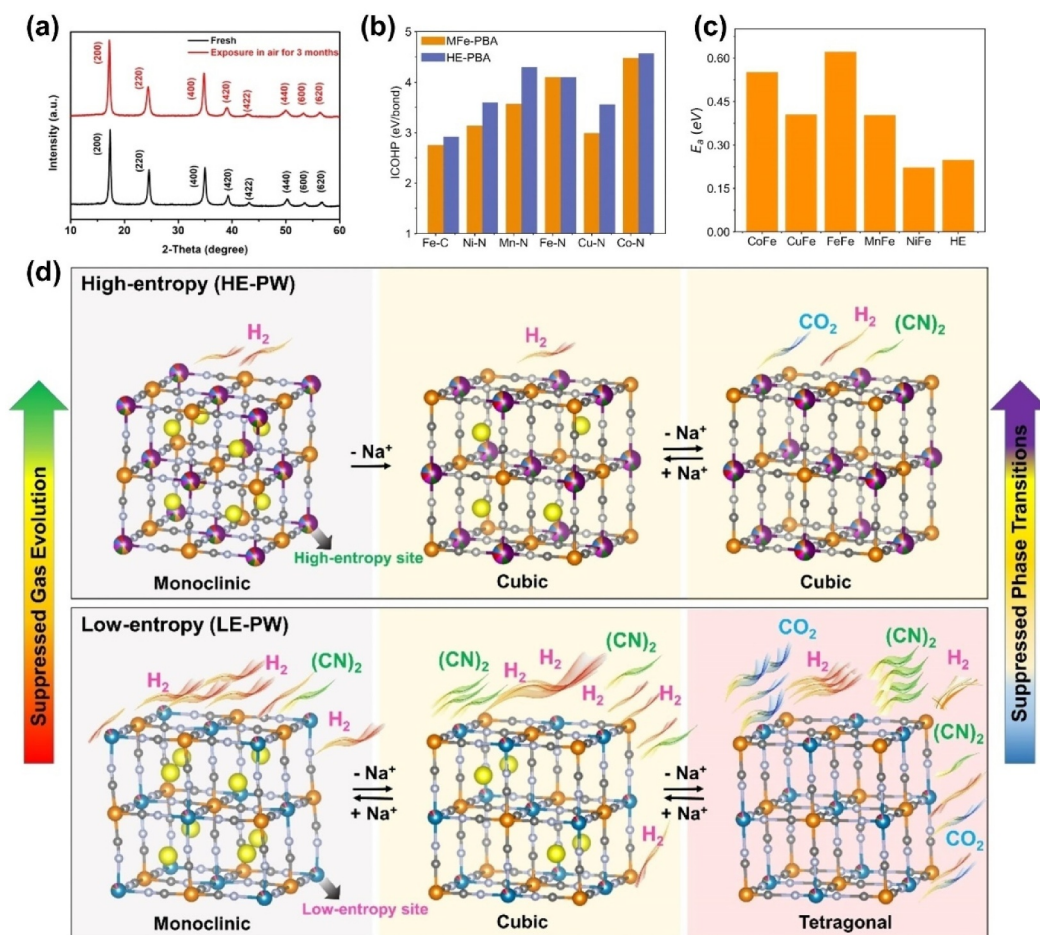 (a)
Intensity (a.u.)
Fresh
Exposure in air for 3 months
(200)
(220)
(400)
(420)
(422)
(440)
(600)
(620)
(200)
(220)
(400)
(420)
(422)
(440)
(600)
(620)
10 20 30 40 50 60
2-Theta (degree)
(b)
ICOHP (eV/bond)
5
4
3
2
1
MFe-PBA
HE-PBA
Fe-C Ni-N Mn-N Fe-N Cu-N Co-N
(c)
Ea (eV)
0.60
0.45
0.30
0.15
0.00
CoFe CuFe FeFe MnFe NiFe HE
(d)
Suppressed Gas Evolution
High-entropy (HE-PW)
H2
H2
CO2
H2
(CN)2
- Na+
- Na+
+ Na+
High-entropy site
Monoclinic
Cubic
Cubic
Low-entropy (LE-PW)
H2
H2
(CN)2
H2
(CN)2
H2
H2
(CN)2
H2
H2
H2
CO2
H2
(CN)2
H2
(CN)2
CO2
- Na+
+ Na+
- Na+
+ Na+
Low-entropy site
Monoclinic
Cubic
Tetragonal
Suppressed Phase Transitions